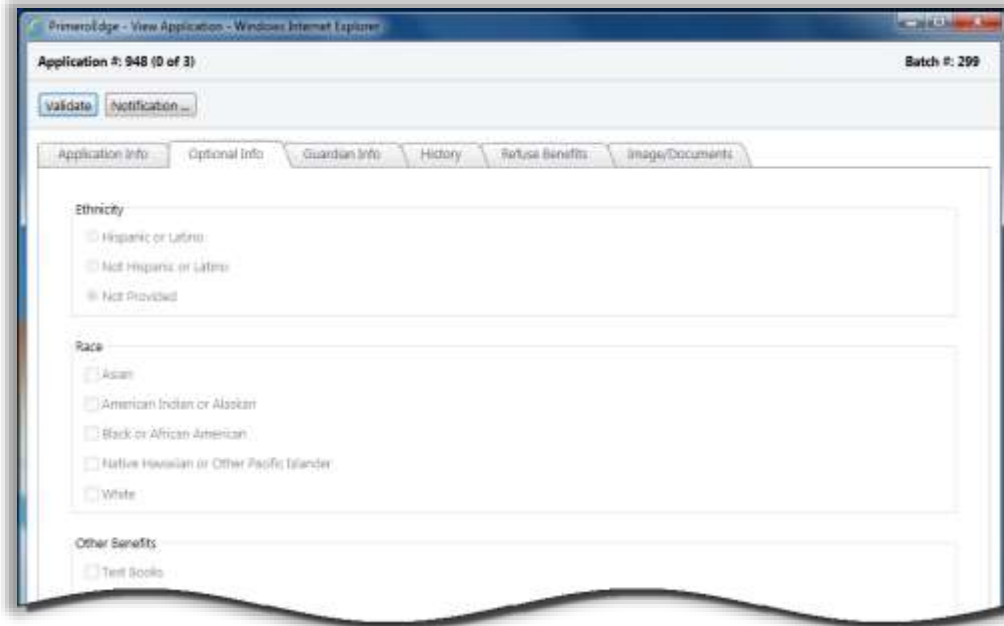 PrimeroEdge - View Application - Windows Internet Explorer
Application #: 948 (0 of 3) Batch #: 299
Validate Notification ...
Application Info Optional Info Guardian Info History Refuse Benefits Image/Documents
Ethnicity
Hispanic or Latino
Not Hispanic or Latino
Not Provided
Race
Asian
American Indian or Alaskan
Black or African American
Native Hawaiian or Other Pacific Islander
White
Other Benefits
Text Books